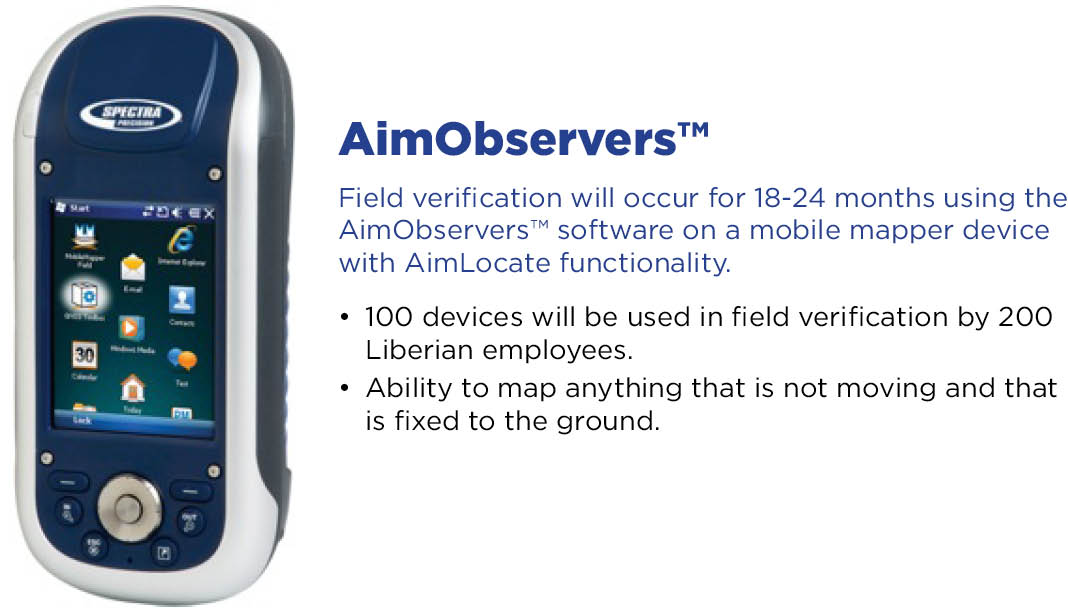 SPECTRA
PRECISION
Start
MobileMapper
Field
Internet Explorer
E-mail
GNSS Toolbox
Contacts
Windows Media
30
Calendar
Text
Today
Lock
IN
OUT
ESC
AimObservers™
Field verification will occur for 18-24 months using the
AimObservers™ software on a mobile mapper device
with AimLocate functionality.
• 100 devices will be used in field verification by 200
Liberian employees.
• Ability to map anything that is not moving and that
is fixed to the ground.